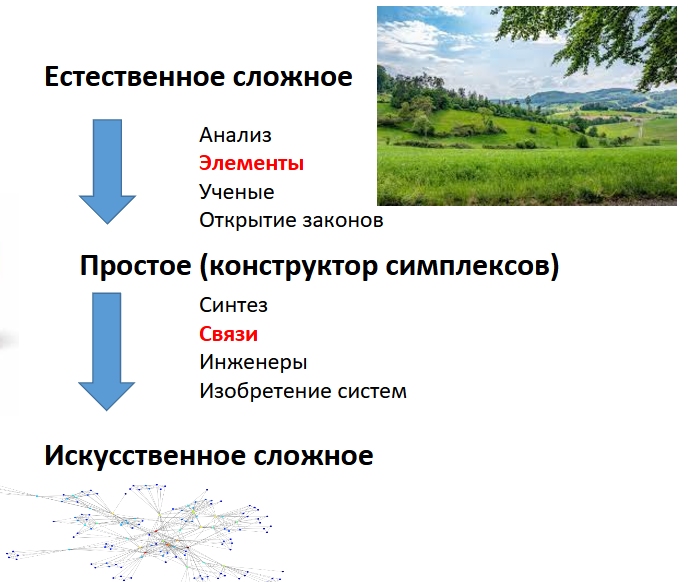 Естественное сложное
Анализ
Элементы
Ученые
Открытие законов
Простое (конструктор симплексов)
Синтез
Связи
Инженеры
Изобретение систем
Искусственное сложное